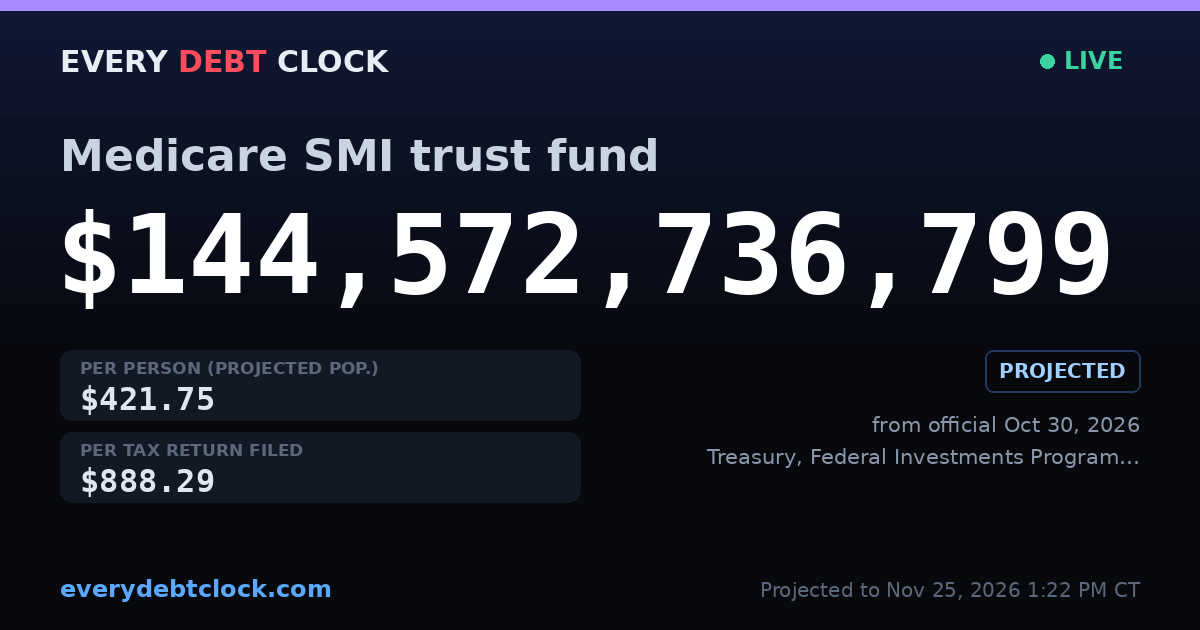 EVERY DEBT CLOCK
LIVE
Medicare SMI trust fund
$144,572,736,799
PER PERSON (PROJECTED POP.)
$421.75
PER TAX RETURN FILED
$888.29
PROJECTED
from official Oct 30, 2026
Treasury, Federal Investments Program…
everydebtclock.com
Projected to Nov 25, 2026 1:22 PM CT